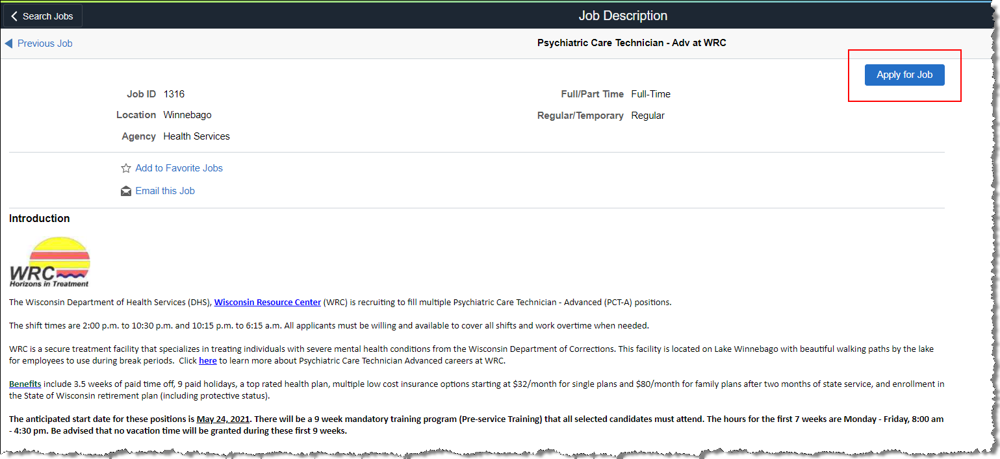 Search Jobs
Job Description
Previous Job
Psychiatric Care Technician - Adv at WRC
Apply for Job
Job ID 1316
Full/Part Time Full-Time
Location Winnebago
Regular/Temporary Regular
Agency Health Services
Add to Favorite Jobs
Email this Job
Introduction
WRC
Horizons in Treatment
The Wisconsin Department of Health Services (DHS), Wisconsin Resource Center (WRC) is recruiting to fill multiple Psychiatric Care Technician - Advanced (PCT-A) positions.
The shift times are 2:00 p.m. to 10:30 p.m. and 10:15 p.m. to 6:15 a.m. All applicants must be willing and available to cover all shifts and work overtime when needed.
WRC is a secure treatment facility that specializes in treating individuals with severe mental health conditions from the Wisconsin Department of Corrections. This facility is located on Lake Winnebago with beautiful walking paths by the lake
for employees to use during break periods.  Click here to learn more about Psychiatric Care Technician Advanced careers at WRC.
Benefits include 3.5 weeks of paid time off, 9 paid holidays, a top rated health plan, multiple low cost insurance options starting at $32/month for single plans and $80/month for family plans after two months of state service, and enrollment in
the State of Wisconsin retirement plan (including protective status).
The anticipated start date for these positions is May 24, 2021. There will be a 9 week mandatory training program (Pre-service Training) that all selected candidates must attend. The hours for the first 7 weeks are Monday - Friday, 8:00 am
- 4:30 pm. Be advised that no vacation time will be granted during these first 9 weeks.